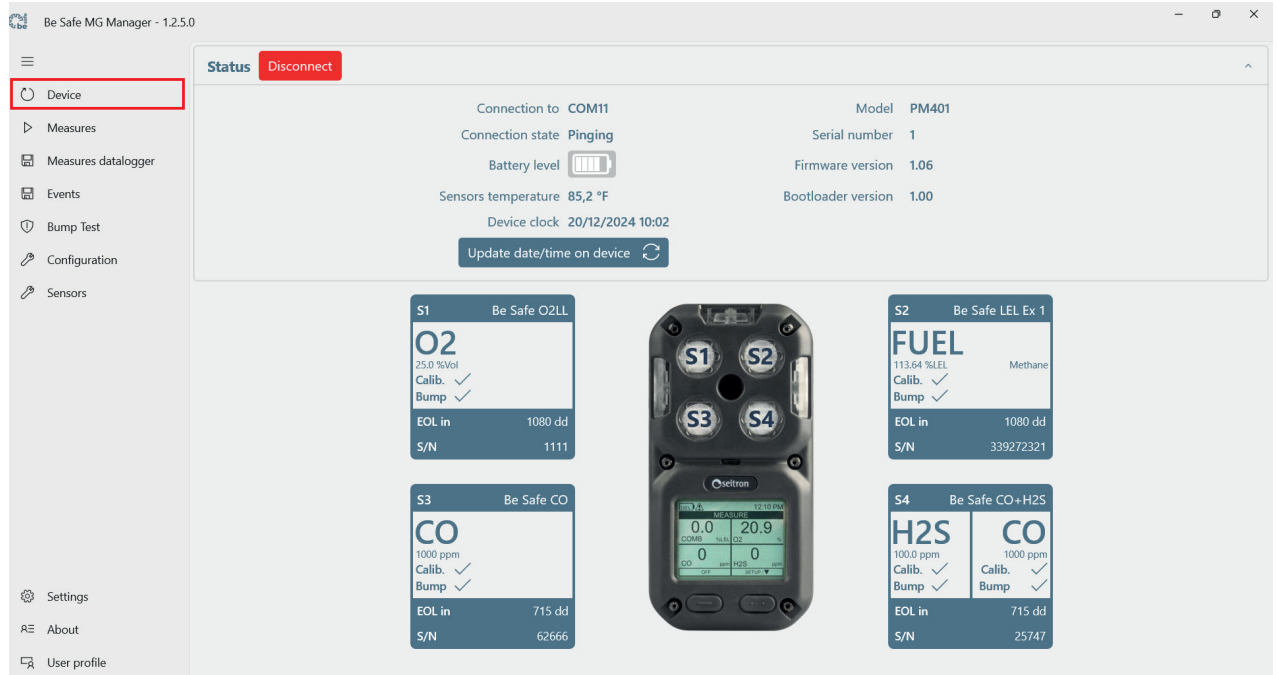 Be Safe MG Manager - 1.2.5.0
Status Disconnect
Device
Measures
Measures datalogger
Events
Bump Test
Configuration
Sensors
Settings
About
User profile
Connection to COM11
Connection state Pinging
Battery level
Sensors temperature 85,2 °F
Device clock 20/12/2024 10:02
Update date/time on device
Model PM401
Serial number 1
Firmware version 1.06
Bootloader version 1.00
S1 Be Safe O2LL
O2
25.0 %Vol
Calib.
Bump
EOL in 1080 dd
S/N 1111
S2 Be Safe LEL Ex 1
FUEL
113.64 %LEL Methane
Calib.
Bump
EOL in 1080 dd
S/N 339272321
S3 Be Safe CO
CO
1000 ppm
Calib.
Bump
EOL in 715 dd
S/N 62666
S4 Be Safe CO+H2S
H2S CO
100.0 ppm 1000 ppm
Calib. Calib.
Bump Bump
EOL in 715 dd
S/N 25747
S1 S2
S3 S4
seitron
12:10 PM
MEASURE
0.0 20.9
COMB %LEL O2 %
0 0
CO ppm H2S ppm
OFF SETUP/▼